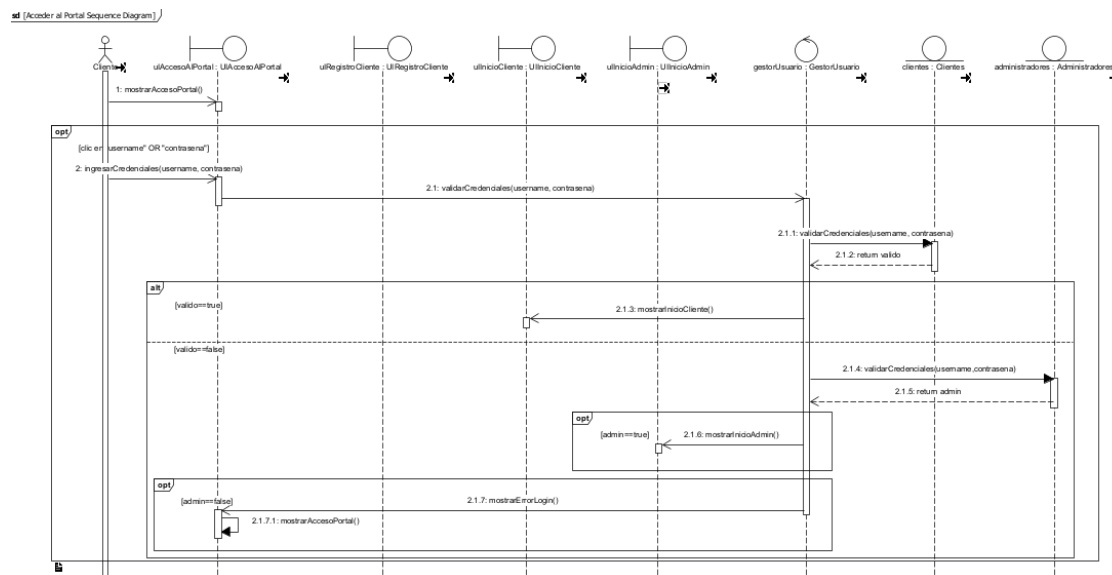 sd [Acceder al Portal Sequence Diagram]
Cliente
uiAccesoAlPortal : UIAccesoAlPortal
uiRegistroCliente : UIRegistroCliente
uiInicioCliente : UIInicioCliente
uiInicioAdmin : UIInicioAdmin
gestorUsuario : GestorUsuario
clientes : Clientes
administradores : Administradores
1: mostrarAccesoPortal()
opt
[clic en "username" OR "contrasena"]
2: ingresarCredenciales(username, contrasena)
2.1: validarCredenciales(username, contrasena)
2.1.1: validarCredenciales(username, contrasena)
2.1.2: return valido
alt
[valido==true]
2.1.3: mostrarInicioCliente()
[valido==false]
2.1.4: validarCredenciales(username,contrasena)
2.1.5: return admin
opt
[admin==true]
2.1.6: mostrarInicioAdmin()
opt
[admin==false]
2.1.7: mostrarErrorLogin()
2.1.7.1: mostrarAccesoPortal()